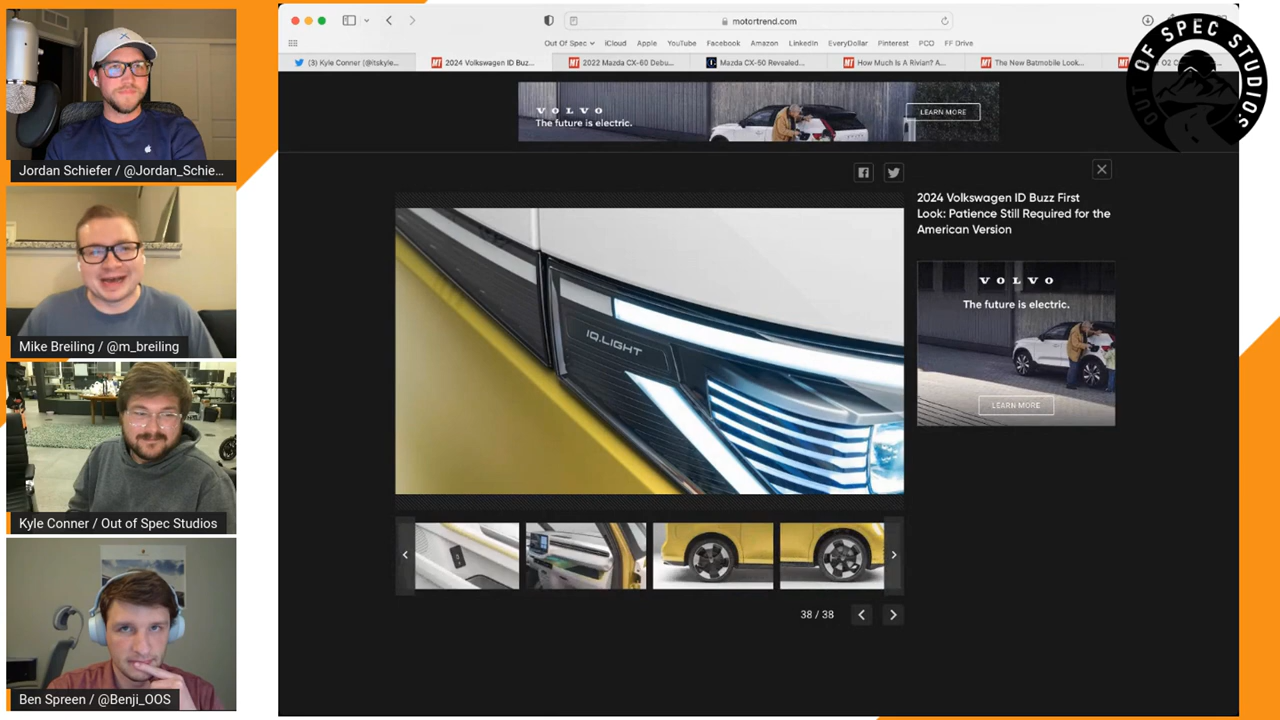 Jordan Schiefer / @Jordan_Schie...
Mike Breiling / @m_breiling
Kyle Conner / Out of Spec Studios
Ben Spreen / @Benji_OOS
motortrend.com
Out Of Spec
iCloud
Apple
YouTube
Facebook
Amazon
LinkedIn
EveryDollar
Pinterest
PCO
FF Drive
(3) Kyle Conner (@itskyle...
2024 Volkswagen ID Buz...
2022 Mazda CX-60 Debu...
Mazda CX-50 Revealed...
How Much Is A Rivian? A...
The New Batmobile Look...
OUT OF SPEC STUDIOS.
VOLVO
The future is electric.
LEARN MORE
IQ.LIGHT
38 / 38
2024 Volkswagen ID Buzz First
Look: Patience Still Required for the
American Version
VOLVO
The future is electric.
LEARN MORE